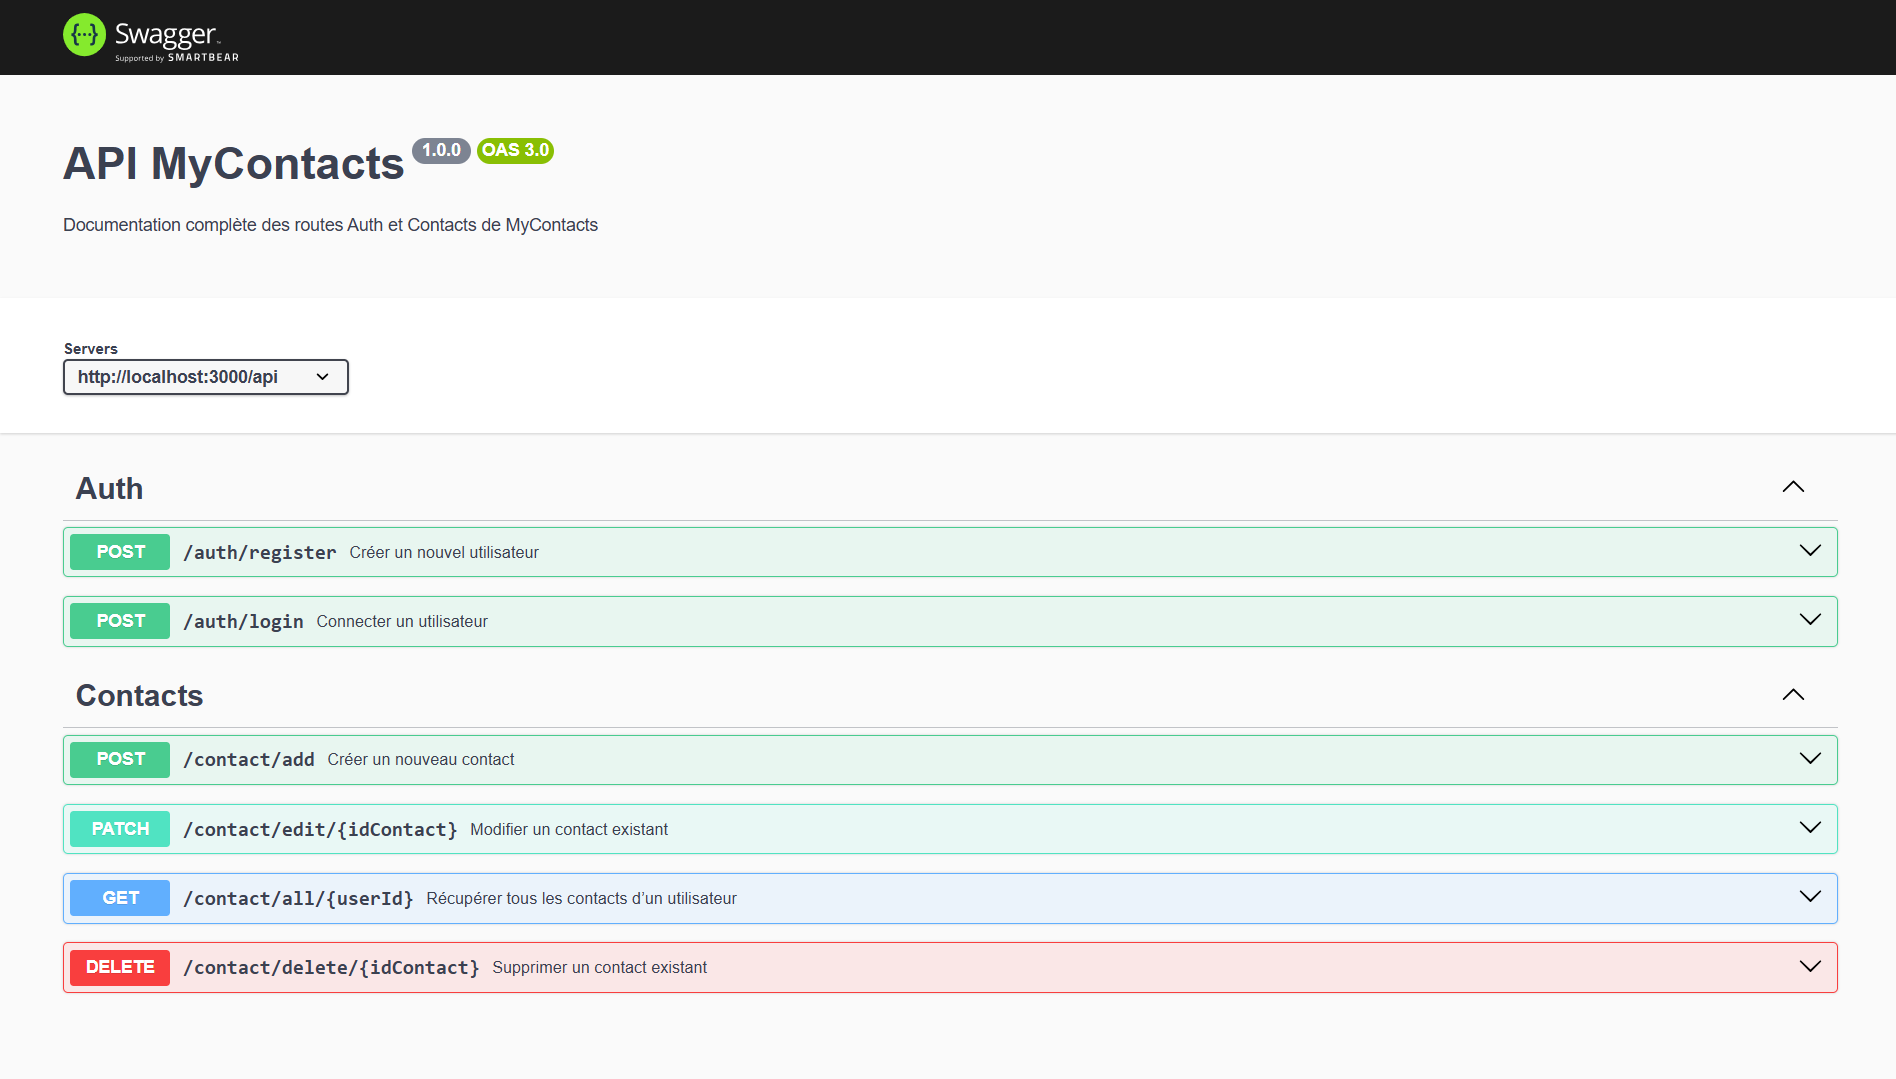 Swagger
Supported by SMARTBEAR
API MyContacts 1.0.0 OAS 3.0
Documentation complète des routes Auth et Contacts de MyContacts
Servers
http://localhost:3000/api
Auth
POST /auth/register Créer un nouvel utilisateur
POST /auth/login Connecter un utilisateur
Contacts
POST /contact/add Créer un nouveau contact
PATCH /contact/edit/{idContact} Modifier un contact existant
GET /contact/all/{userId} Récupérer tous les contacts d’un utilisateur
DELETE /contact/delete/{idContact} Supprimer un contact existant